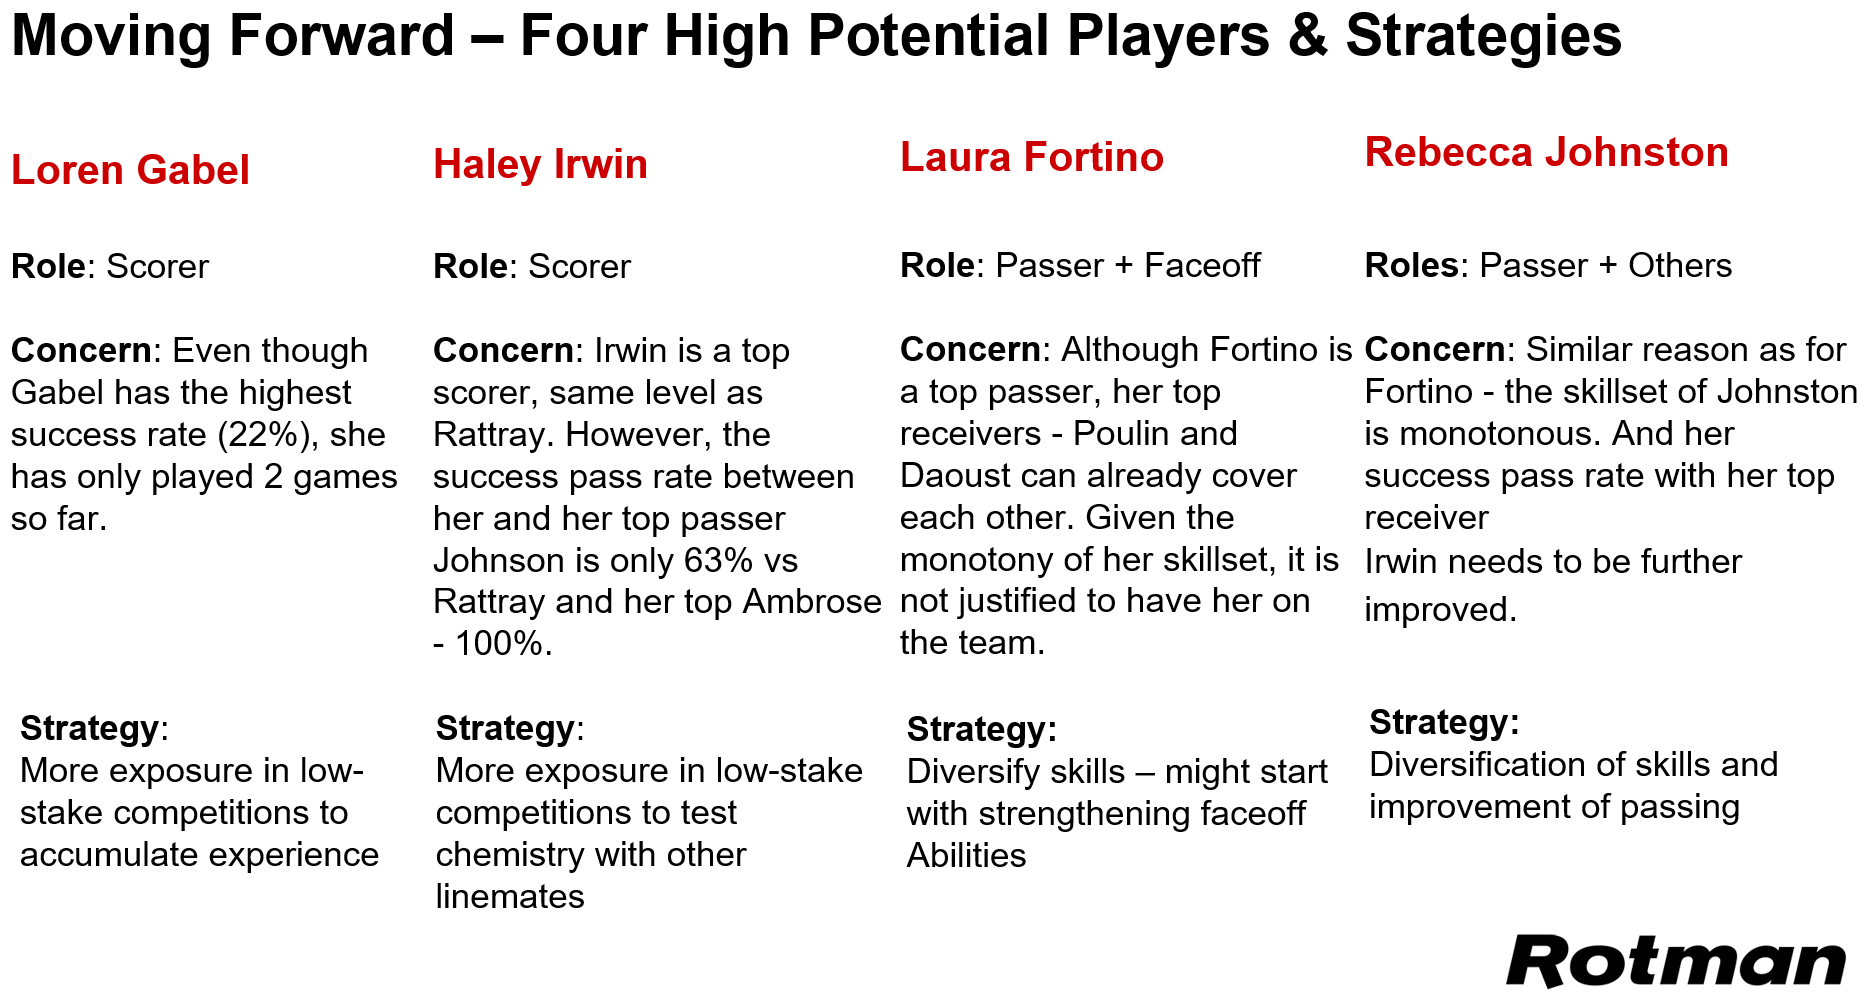 Moving Forward – Four High Potential Players & Strategies
Loren Gabel
Role: Scorer
Concern: Even though
Gabel has the highest
success rate (22%), she
has only played 2 games
so far.
Strategy:
More exposure in low-
stake competitions to
accumulate experience
Haley Irwin
Role: Scorer
Concern: Irwin is a top
scorer, same level as
Rattray. However, the
success pass rate between
her and her top passer
Johnson is only 63% vs
Rattray and her top Ambrose
- 100%.
Strategy:
More exposure in low-stake
competitions to test
chemistry with other
linemates
Laura Fortino
Role: Passer + Faceoff
Concern: Although Fortino is
a top passer, her top
receivers - Poulin and
Daoust can already cover
each other. Given the
monotony of her skillset, it is
not justified to have her on
the team.
Strategy:
Diversify skills – might start
with strengthening faceoff
Abilities
Rebecca Johnston
Roles: Passer + Others
Concern: Similar reason as for
Fortino - the skillset of Johnston
is monotonous. And her
success pass rate with her top
receiver
Irwin needs to be further
improved.
Strategy:
Diversification of skills and
improvement of passing
Rotman